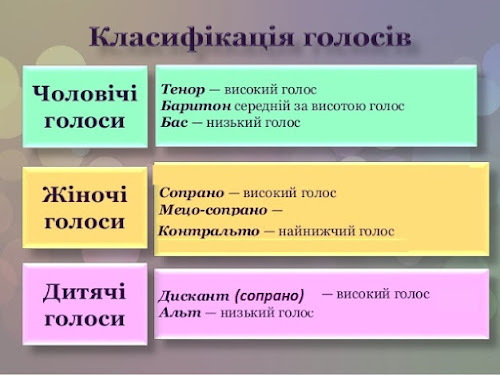 Класифікація голосів
Чоловічі
голоси
Тенор — високий голос
Баритон середній за висотою голос
Бас — низький голос
Жіночі
голоси
Сопрано — високий голос
Мецо-сопрано —
Контральто — найнижчий голос
Дитячі
голоси
Дискант (сопрано) — високий голос
Альт — низький голос